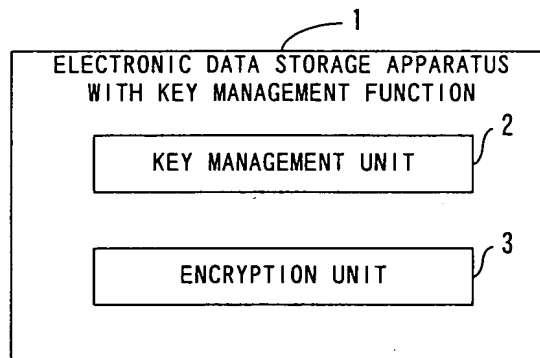 1
ELECTRONIC DATA STORAGE APPARATUS
WITH KEY MANAGEMENT FUNCTION
2
KEY MANAGEMENT UNIT
3
ENCRYPTION UNIT